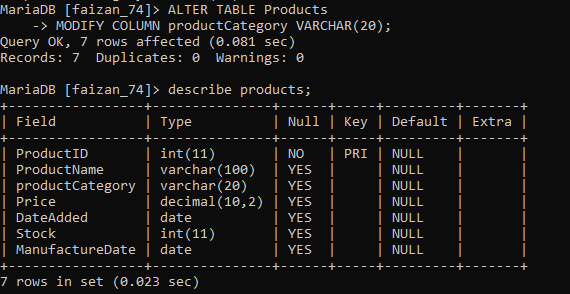 MariaDB [faizan_74]> ALTER TABLE Products
    -> MODIFY COLUMN productCategory VARCHAR(20);
Query OK, 7 rows affected (0.081 sec)
Records: 7  Duplicates: 0  Warnings: 0

MariaDB [faizan_74]> describe products;
+-----------------+---------------+------+-----+---------+-------+
| Field           | Type          | Null | Key | Default | Extra |
+-----------------+---------------+------+-----+---------+-------+
| ProductID       | int(11)       | NO   | PRI | NULL    |       |
| ProductName     | varchar(100)  | YES  |     | NULL    |       |
| productCategory | varchar(20)   | YES  |     | NULL    |       |
| Price           | decimal(10,2) | YES  |     | NULL    |       |
| DateAdded       | date          | YES  |     | NULL    |       |
| Stock           | int(11)       | YES  |     | NULL    |       |
| ManufactureDate | date          | YES  |     | NULL    |       |
+-----------------+---------------+------+-----+---------+-------+
7 rows in set (0.023 sec)